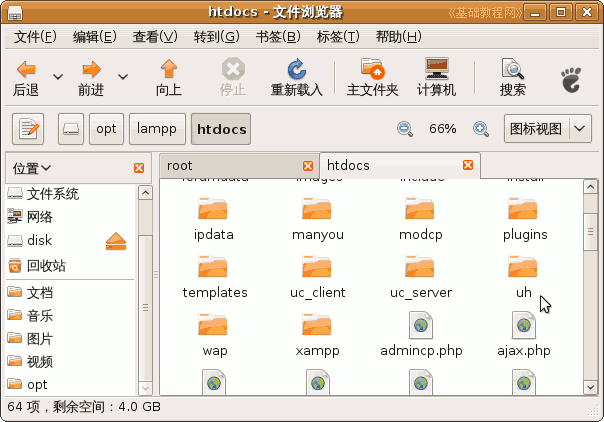 htdocs - 文件浏览器
《基础教程网》
文件(F) 编辑(E) 查看(V) 转到(G) 书签(B) 标签(T) 帮助(H)
后退 前进 向上 停止 重新载入 主文件夹 计算机 搜索
opt lampp htdocs 66% 图标视图
位置
root htdocs
文件系统
网络
disk
回收站
文档
音乐
图片
视频
opt
ipdata manyou modcp plugins
templates uc_client uc_server uh
wap xampp admincp.php ajax.php
64 项，剩余空间：4.0 GB